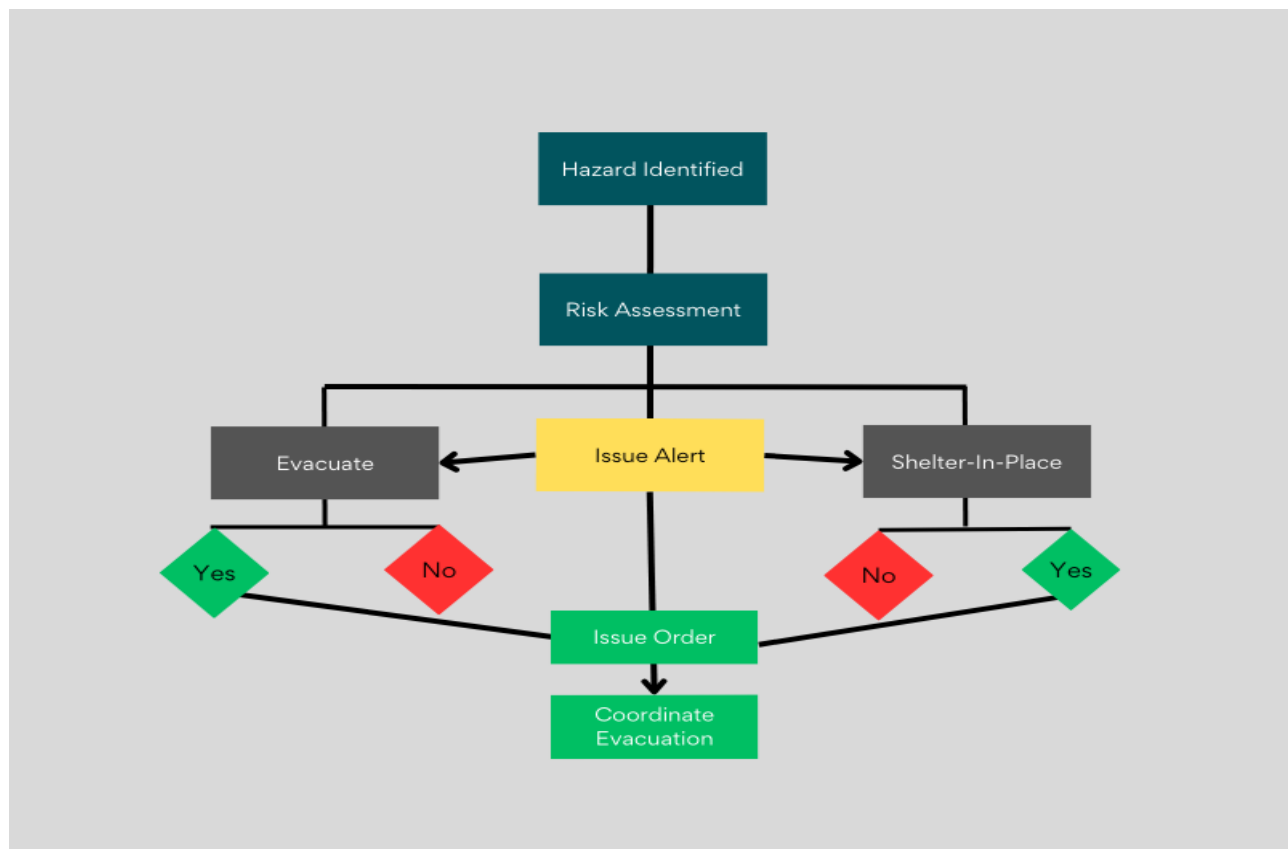 Hazard Identified
Risk Assessment
Evacuate
Issue Alert
Shelter-In-Place
Yes
No
No
Yes
Issue Order
Coordinate
Evacuation